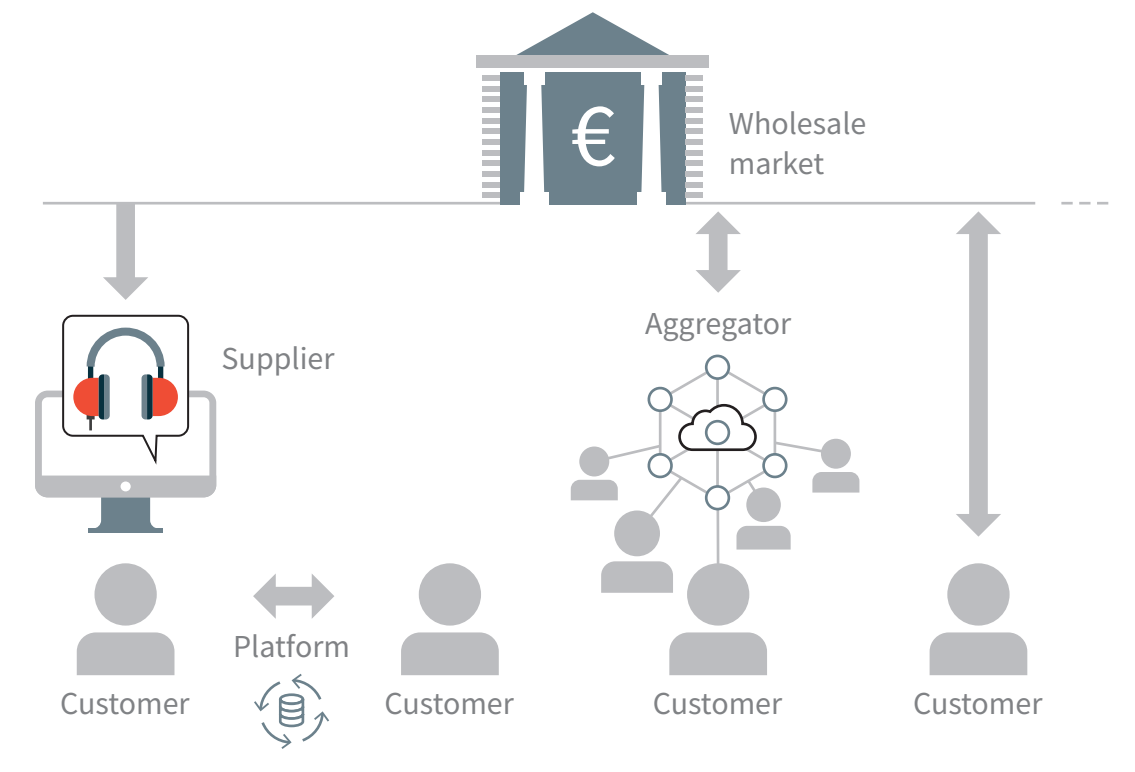 €
Wholesale
market
Supplier
Aggregator
Platform
Customer
Customer
Customer
Customer